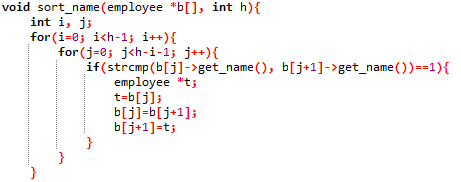 void sort_name(employee *b[], int h){
    int i, j;
    for(i=0; i<h-1; i++){
        for(j=0; j<h-i-1; j++){
            if(strcmp(b[j]->get_name(), b[j+1]->get_name())==1){
                employee *t;
                t=b[j];
                b[j]=b[j+1];
                b[j+1]=t;
            }
        }
    }